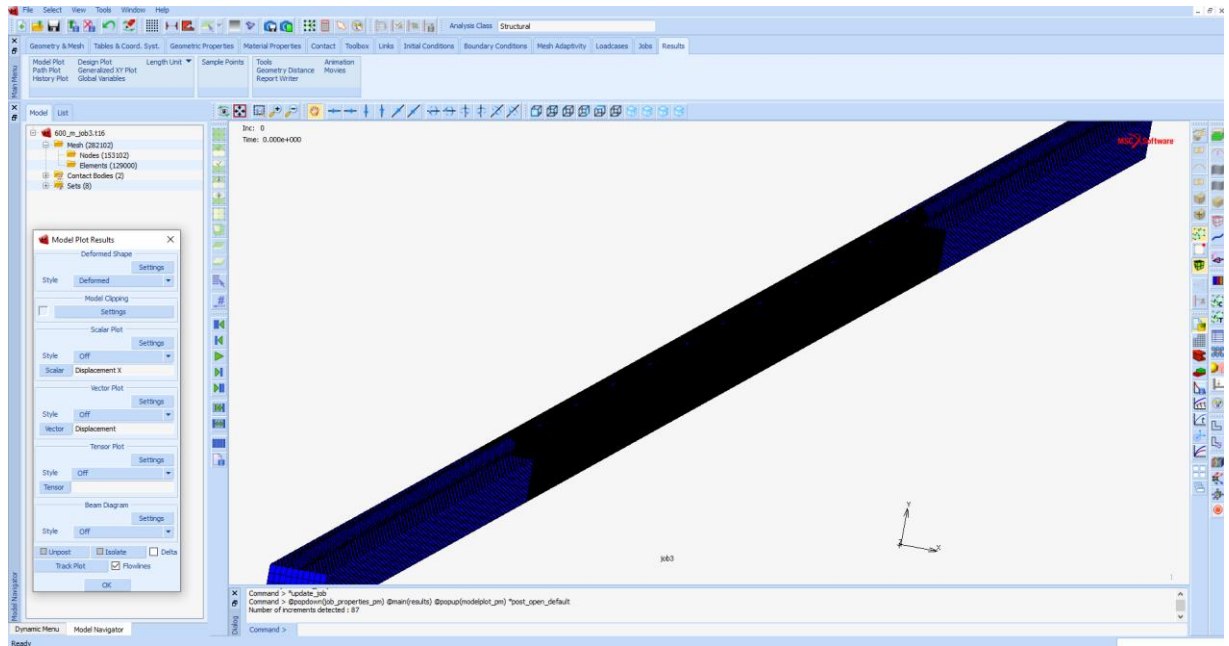 File Select View Tools Window Help
Analysis Class Structural
Geometry & Mesh Tables & Coord. Syst. Geometric Properties Material Properties Contact Toolbox Links Initial Conditions Boundary Conditions Mesh Adaptivity Loadcases Jobs Results
Main Menu
Model Plot Design Plot Length Unit Sample Points Tools Animation
Path Plot Generalized XY Plot Geometry Distance Movies
History Plot Global Variables Report Writer
Model List
600_m_job3.t16
Mesh (282102)
Nodes (153102)
Elements (129000)
Contact Bodies (2)
Sets (8)
Model Plot Results
Deformed Shape
Settings
Style Deformed
Model Clipping
Settings
Scalar Plot
Settings
Style Off
Scalar Displacement X
Vector Plot
Settings
Style Off
Vector Displacement
Tensor Plot
Settings
Style Off
Tensor
Beam Diagram
Settings
Style Off
Unpost Isolate Delta
Track Plot Flowlines
OK
Model Navigator
Dynamic Menu Model Navigator
Ready
Inc: 0
Time: 0.000e+000
MSC Software
Y
Z
X
job3
1
Command > *update_job
Command > @popdown(job_properties_pm) @main(results) @popup(modelplot_pm) *post_open_default
Number of increments detected : 87
Dialog
Command >